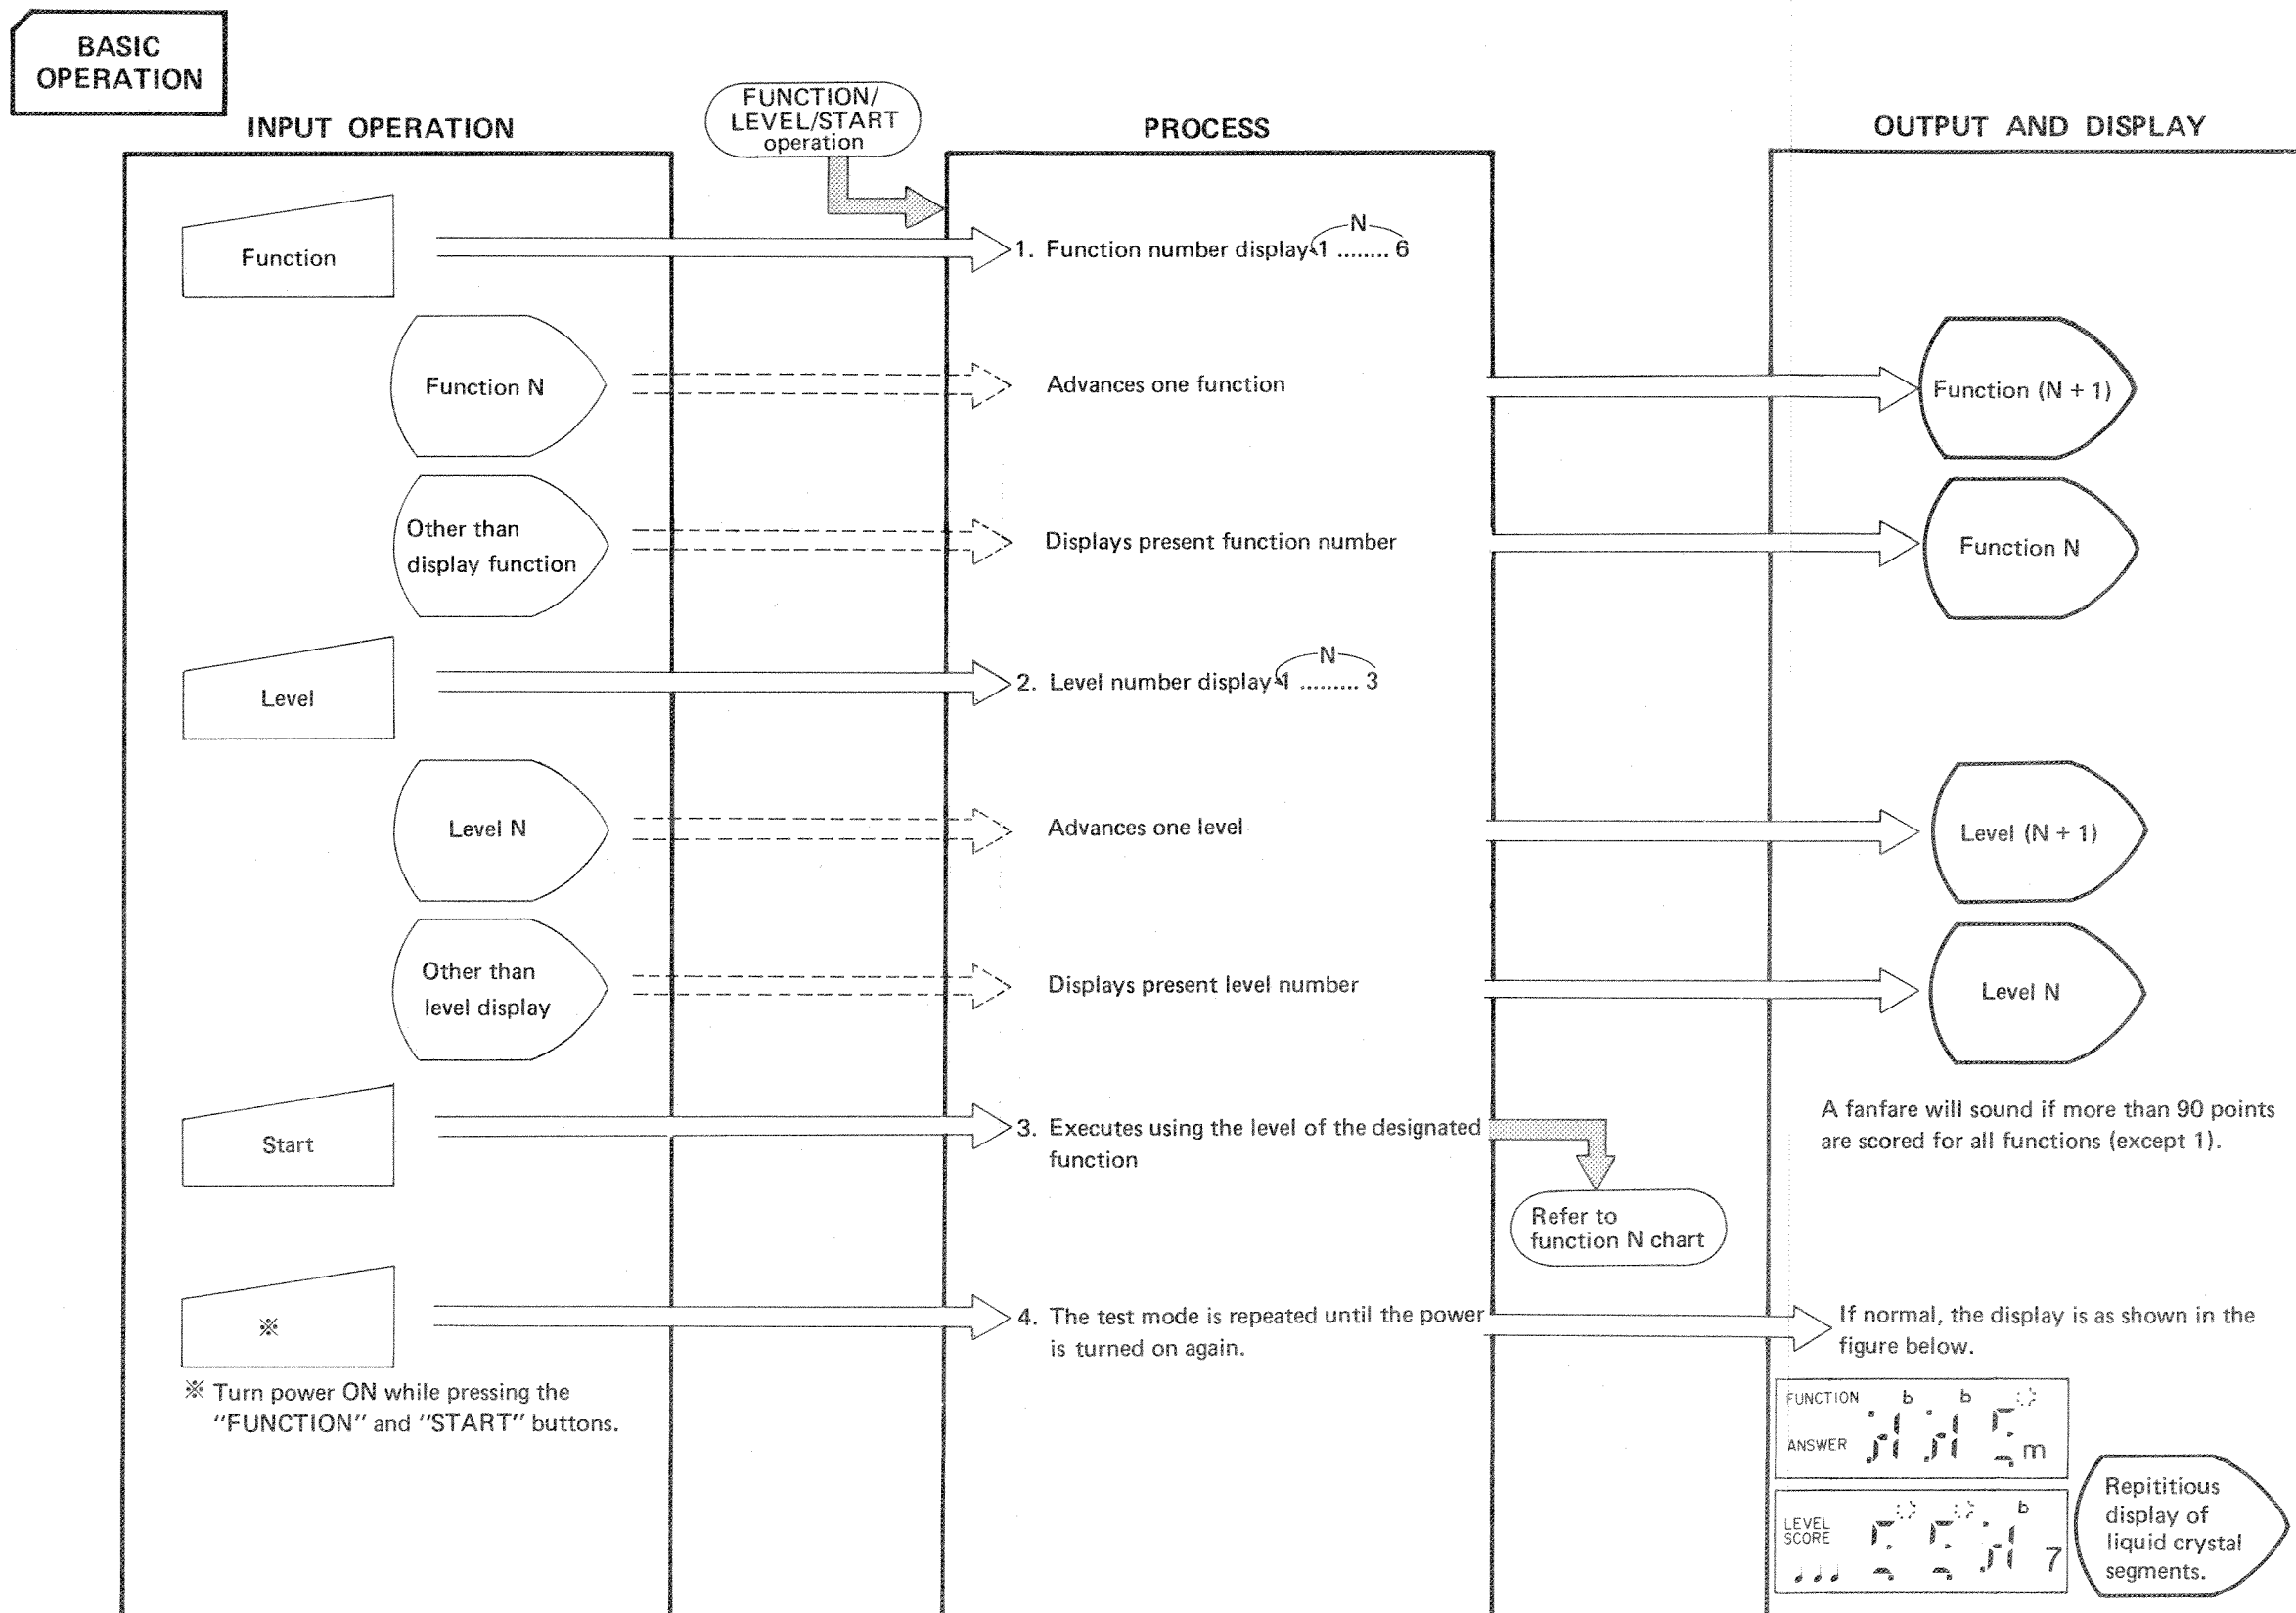 BASIC
OPERATION
INPUT OPERATION
FUNCTION/
LEVEL/START
operation
PROCESS
OUTPUT AND DISPLAY
Function
N
1. Function number display 1 ........ 6
Function N
Advances one function
Function (N + 1)
Other than
display function
Displays present function number
Function N
Level
N
2. Level number display 1 ......... 3
Level N
Advances one level
Level (N + 1)
Other than
level display
Displays present level number
Level N
Start
3. Executes using the level of the designated
function
A fanfare will sound if more than 90 points
are scored for all functions (except 1).
Refer to
function N chart
※
4. The test mode is repeated until the power
is turned on again.
If normal, the display is as shown in the
figure below.
※ Turn power ON while pressing the
"FUNCTION" and "START" buttons.
FUNCTION b b
ANSWER m
LEVEL b
SCORE 7
Repititious
display of
liquid crystal
segments.